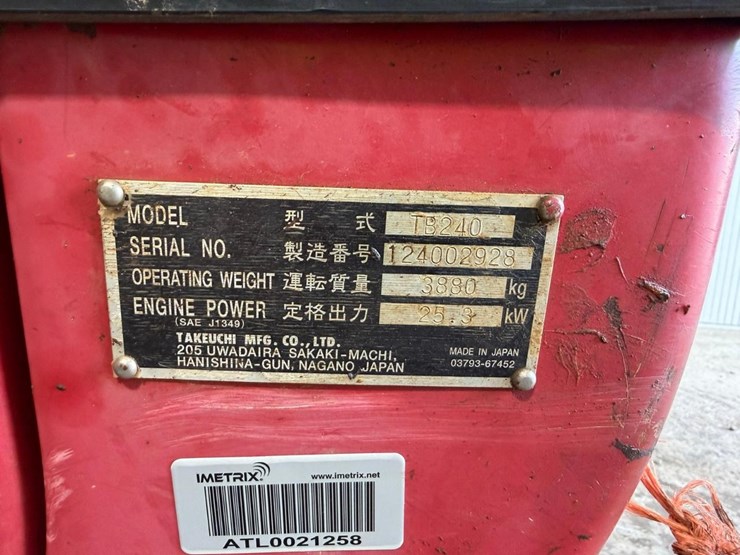 MODEL 型 式 TB240
SERIAL NO. 製造番号 124002928
OPERATING WEIGHT 運転質量 3880 kg
ENGINE POWER 定格出力 25.3 kW
(SAE J1349)
TAKEUCHI MFG. CO., LTD.
205 UWADAIRA SAKAKI-MACHI,
HANISHINA-GUN, NAGANO JAPAN
MADE IN JAPAN
03793-67452
IMETRIX www.imetrix.net
ATL0021258